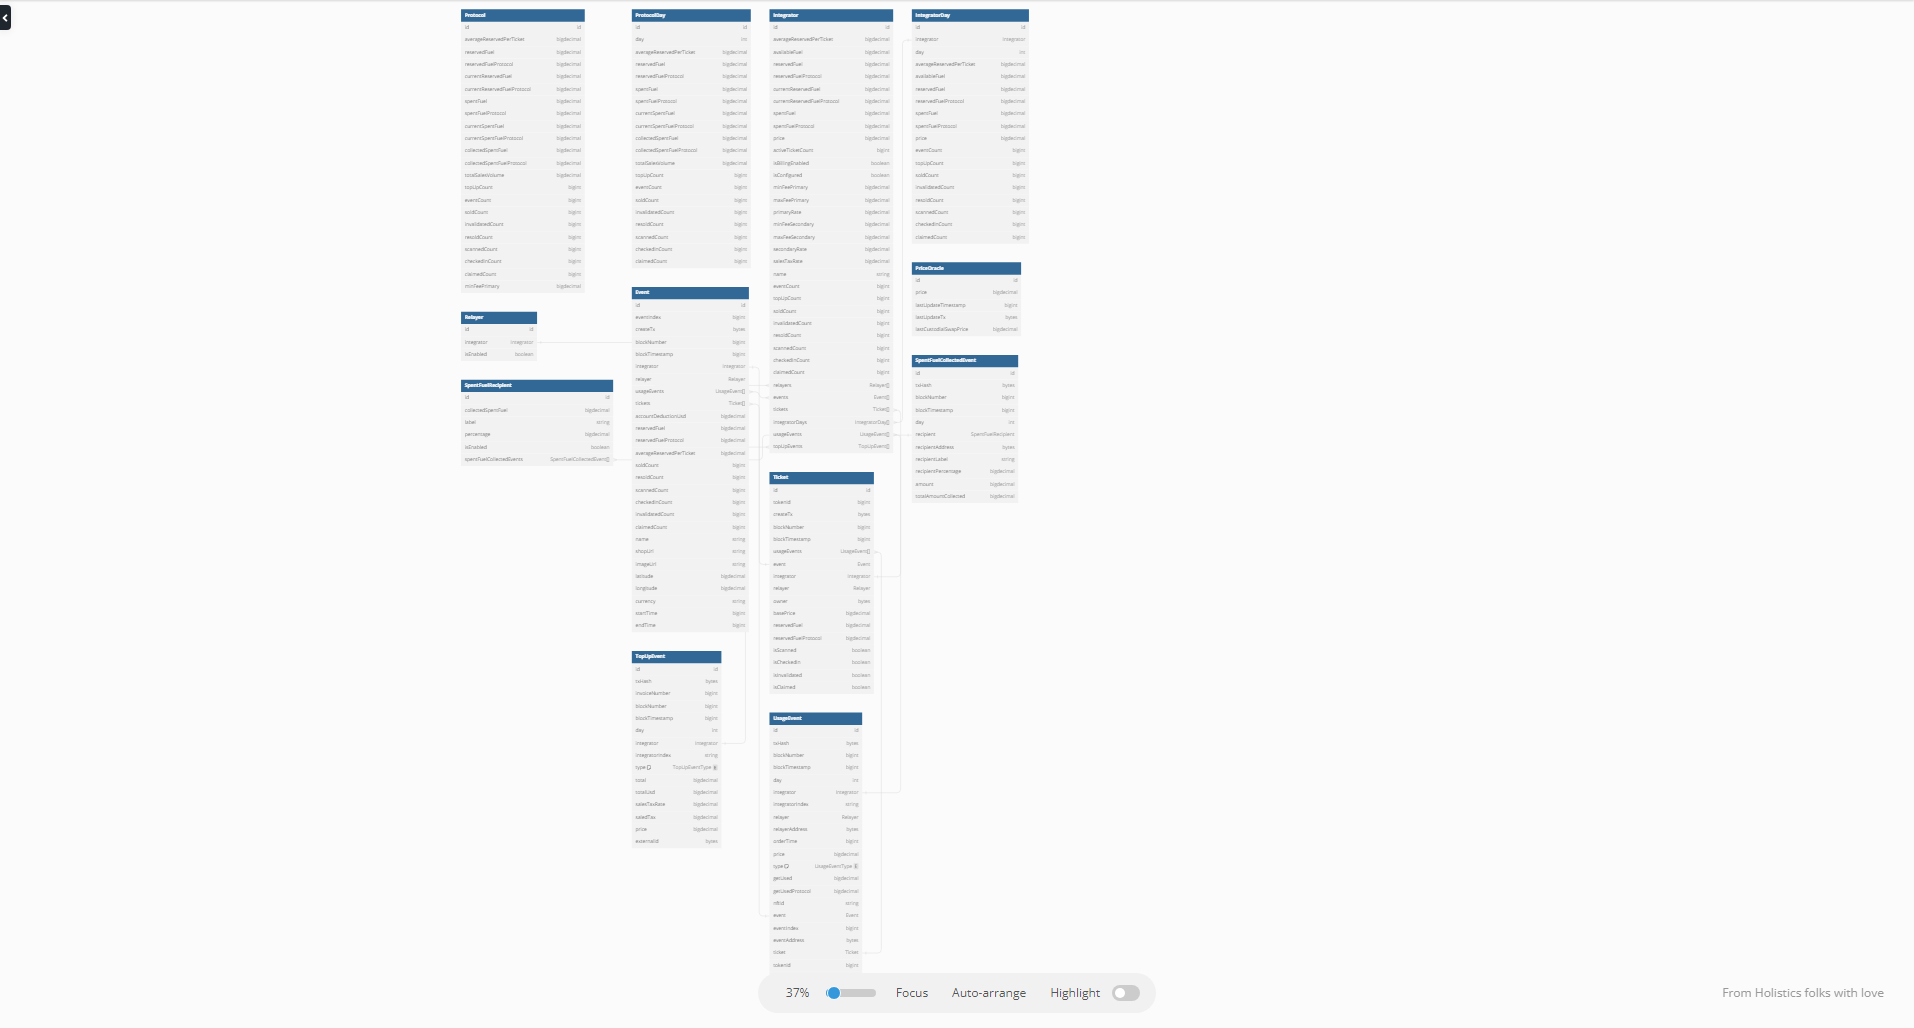 Protocol
id id
averageReservedPerTicket bigdecimal
reservedFuel bigdecimal
reservedFuelProtocol bigdecimal
currentReservedFuel bigdecimal
currentReservedFuelProtocol bigdecimal
spentFuel bigdecimal
spentFuelProtocol bigdecimal
currentSpentFuel bigdecimal
currentSpentFuelProtocol bigdecimal
collectedSpentFuel bigdecimal
collectedSpentFuelProtocol bigdecimal
totalSalesVolume bigdecimal
topUpCount bigint
eventCount bigint
soldCount bigint
invalidatedCount bigint
resoldCount bigint
scannedCount bigint
checkedInCount bigint
claimedCount bigint
minFeePrimary bigdecimal
Relayer
id id
integrator Integrator
isEnabled boolean
SpentFuelRecipient
id id
collectedSpentFuel bigdecimal
label string
percentage bigdecimal
isEnabled boolean
spentFuelCollectedEvents SpentFuelCollectedEvent[]
ProtocolDay
id id
day int
averageReservedPerTicket bigdecimal
reservedFuel bigdecimal
reservedFuelProtocol bigdecimal
spentFuel bigdecimal
spentFuelProtocol bigdecimal
currentSpentFuel bigdecimal
currentSpentFuelProtocol bigdecimal
collectedSpentFuel bigdecimal
collectedSpentFuelProtocol bigdecimal
totalSalesVolume bigdecimal
topUpCount bigint
eventCount bigint
soldCount bigint
invalidatedCount bigint
resoldCount bigint
scannedCount bigint
checkedInCount bigint
claimedCount bigint
Event
id id
eventIndex bigint
createTx bytes
blockNumber bigint
blockTimestamp bigint
integrator Integrator
relayer Relayer
usageEvents UsageEvent[]
tickets Ticket[]
accountDeductionUsd bigdecimal
reservedFuel bigdecimal
reservedFuelProtocol bigdecimal
averageReservedPerTicket bigdecimal
soldCount bigint
resoldCount bigint
scannedCount bigint
checkedInCount bigint
invalidatedCount bigint
claimedCount bigint
name string
shopUrl string
imageUrl string
latitude bigdecimal
longitude bigdecimal
currency string
startTime bigint
endTime bigint
TopUpEvent
id id
txHash bytes
invoiceNumber bigint
blockNumber bigint
blockTimestamp bigint
day int
integrator Integrator
integratorIndex string
type TopUpEventType E
total bigdecimal
totalUsd bigdecimal
salesTaxRate bigdecimal
salesTax bigdecimal
price bigdecimal
externalId bytes
Integrator
id id
averageReservedPerTicket bigdecimal
availableFuel bigdecimal
reservedFuel bigdecimal
reservedFuelProtocol bigdecimal
currentReservedFuel bigdecimal
currentReservedFuelProtocol bigdecimal
spentFuel bigdecimal
spentFuelProtocol bigdecimal
price bigdecimal
activeTicketCount bigint
isBillingEnabled boolean
isConfigured boolean
minFeePrimary bigdecimal
maxFeePrimary bigdecimal
primaryRate bigdecimal
minFeeSecondary bigdecimal
maxFeeSecondary bigdecimal
secondaryRate bigdecimal
salesTaxRate bigdecimal
name string
eventCount bigint
topUpCount bigint
soldCount bigint
invalidatedCount bigint
resoldCount bigint
scannedCount bigint
checkedInCount bigint
claimedCount bigint
relayers Relayer[]
events Event[]
tickets Ticket[]
integratorDays IntegratorDay[]
usageEvents UsageEvent[]
topUpEvents TopUpEvent[]
Ticket
id id
tokenId bigint
createTx bytes
blockNumber bigint
blockTimestamp bigint
usageEvents UsageEvent[]
event Event
integrator Integrator
relayer Relayer
owner bytes
basePrice bigdecimal
reservedFuel bigdecimal
reservedFuelProtocol bigdecimal
isScanned boolean
isCheckedIn boolean
isInvalidated boolean
isClaimed boolean
UsageEvent
id id
txHash bytes
blockNumber bigint
blockTimestamp bigint
day int
integrator Integrator
integratorIndex string
relayer Relayer
relayerAddress bytes
orderTime bigint
price bigdecimal
type UsageEventType E
getUsed bigdecimal
getUsedProtocol bigdecimal
nftId string
event Event
eventIndex bigint
eventAddress bytes
ticket Ticket
tokenId bigint
IntegratorDay
id id
integrator Integrator
day int
averageReservedPerTicket bigdecimal
availableFuel bigdecimal
reservedFuel bigdecimal
reservedFuelProtocol bigdecimal
spentFuel bigdecimal
spentFuelProtocol bigdecimal
price bigdecimal
eventCount bigint
topUpCount bigint
soldCount bigint
invalidatedCount bigint
resoldCount bigint
scannedCount bigint
checkedInCount bigint
claimedCount bigint
PriceOracle
id id
price bigdecimal
lastUpdateTimestamp bigint
lastUpdateTx bytes
lastCustodialSwapPrice bigdecimal
SpentFuelCollectedEvent
id id
txHash bytes
blockNumber bigint
blockTimestamp bigint
day int
recipient SpentFuelRecipient
recipientAddress bytes
recipientLabel string
recipientPercentage bigdecimal
amount bigdecimal
totalAmountCollected bigdecimal
37% Focus Auto-arrange Highlight
From Holistics folks with love